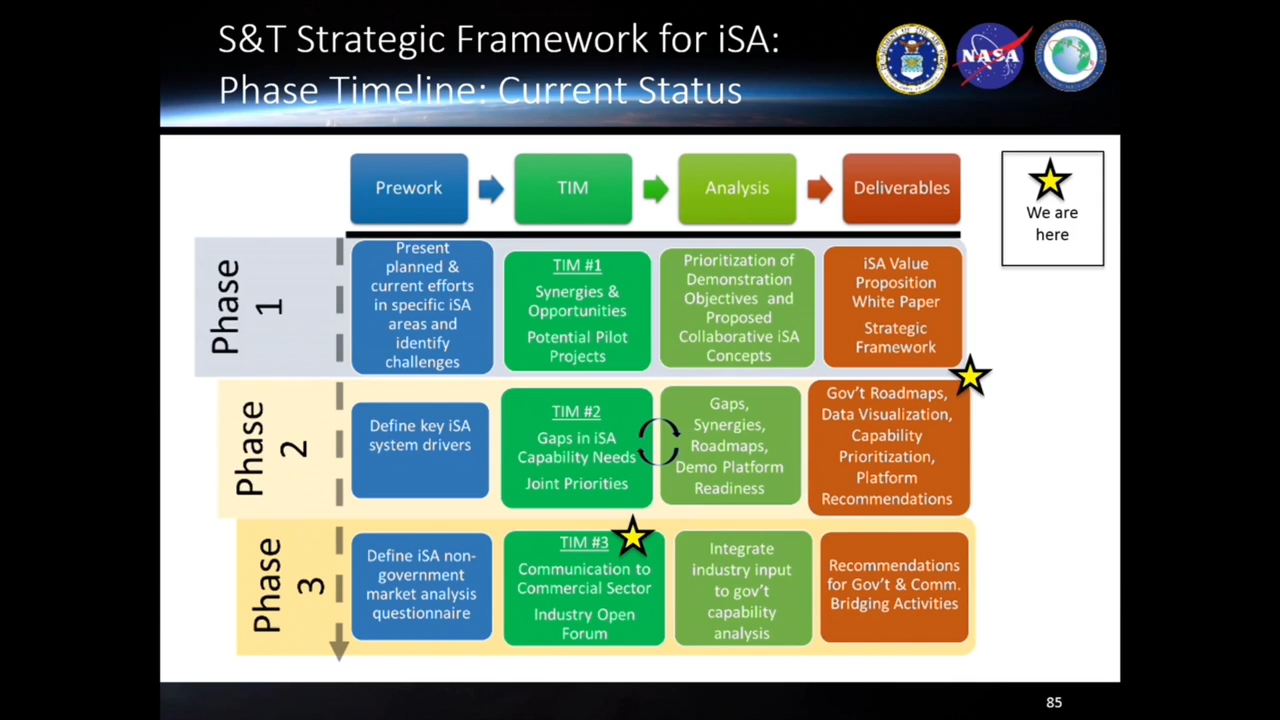 S&T Strategic Framework for iSA:
Phase Timeline: Current Status
NASA
Prework
TIM
Analysis
Deliverables
We are
here
Phase
1
Present
planned &
current efforts
in specific iSA
areas and
identify
challenges
TIM #1
Synergies &
Opportunities
Potential Pilot
Projects
Prioritization of
Demonstration
Objectives and
Proposed
Collaborative iSA
Concepts
iSA Value
Proposition
White Paper
Strategic
Framework
Phase
2
Define key iSA
system drivers
TIM #2
Gaps in iSA
Capability Needs
Joint Priorities
Gaps,
Synergies,
Roadmaps,
Demo Platform
Readiness
Gov't Roadmaps,
Data Visualization,
Capability
Prioritization,
Platform
Recommendations
Phase
3
Define iSA non-
government
market analysis
questionnaire
TIM #3
Communication to
Commercial Sector
Industry Open
Forum
Integrate
industry input
to gov't
capability
analysis
Recommendations
for Gov't & Comm.
Bridging Activities
85